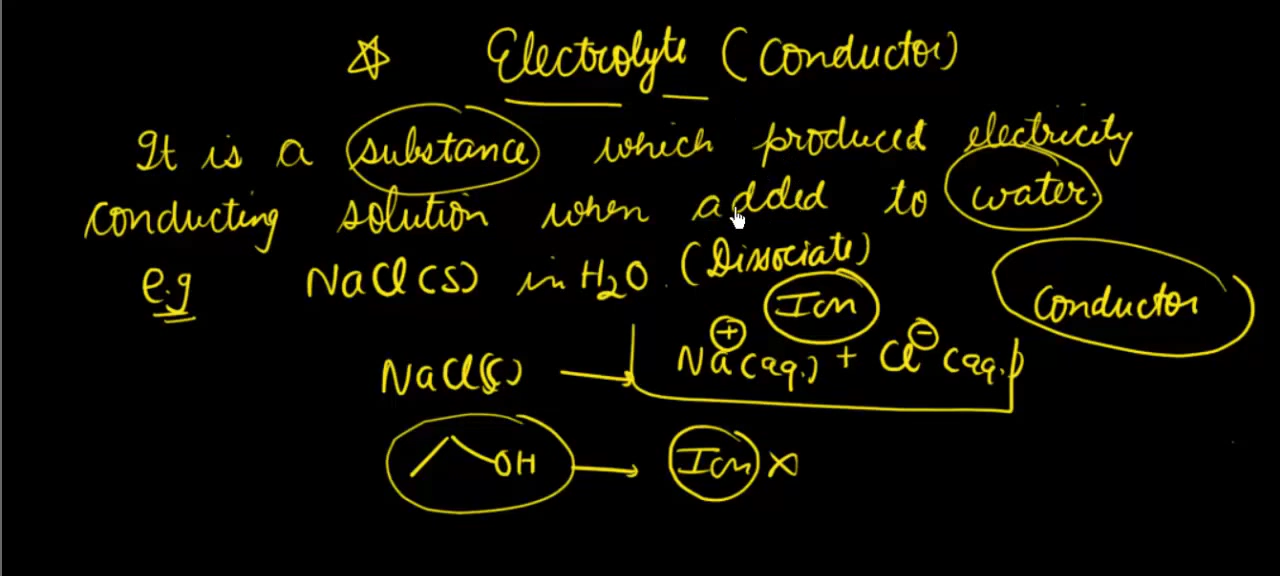 Electrolyte (Conductor)
It is a substance which produced electricity
conducting solution when added to water.
e.g NaCl(s) in H2O. (Dissociate)
Ion
Conductor
NaCl(s) → Na⊕(aq.) + Cl⊖(aq.)
OH → Ion ×